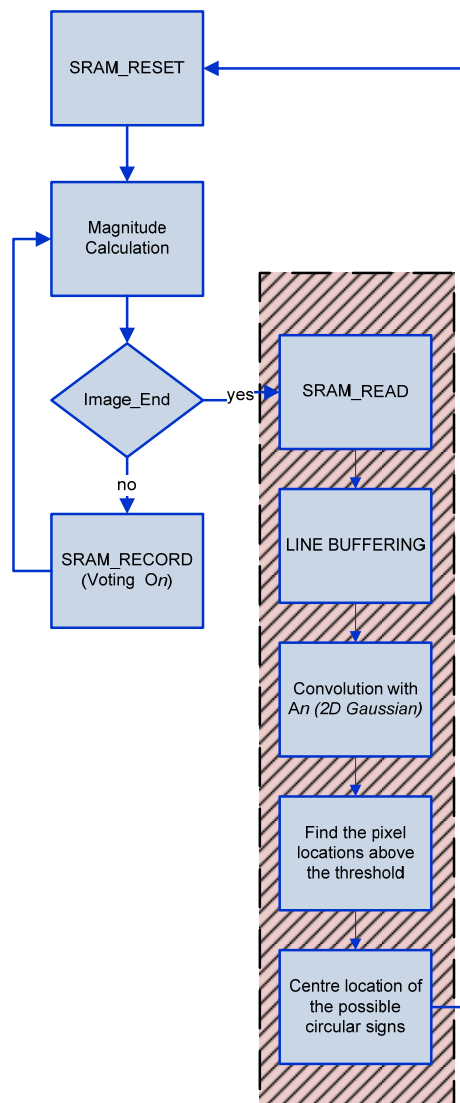 SRAM_RESET
Magnitude
Calculation
Image_End
yes
no
SRAM_RECORD
(Voting On)
SRAM_READ
LINE BUFFERING
Convolution with
An (2D Gaussian)
Find the pixel
locations above
the threshold
Centre location of
the possible
circular signs